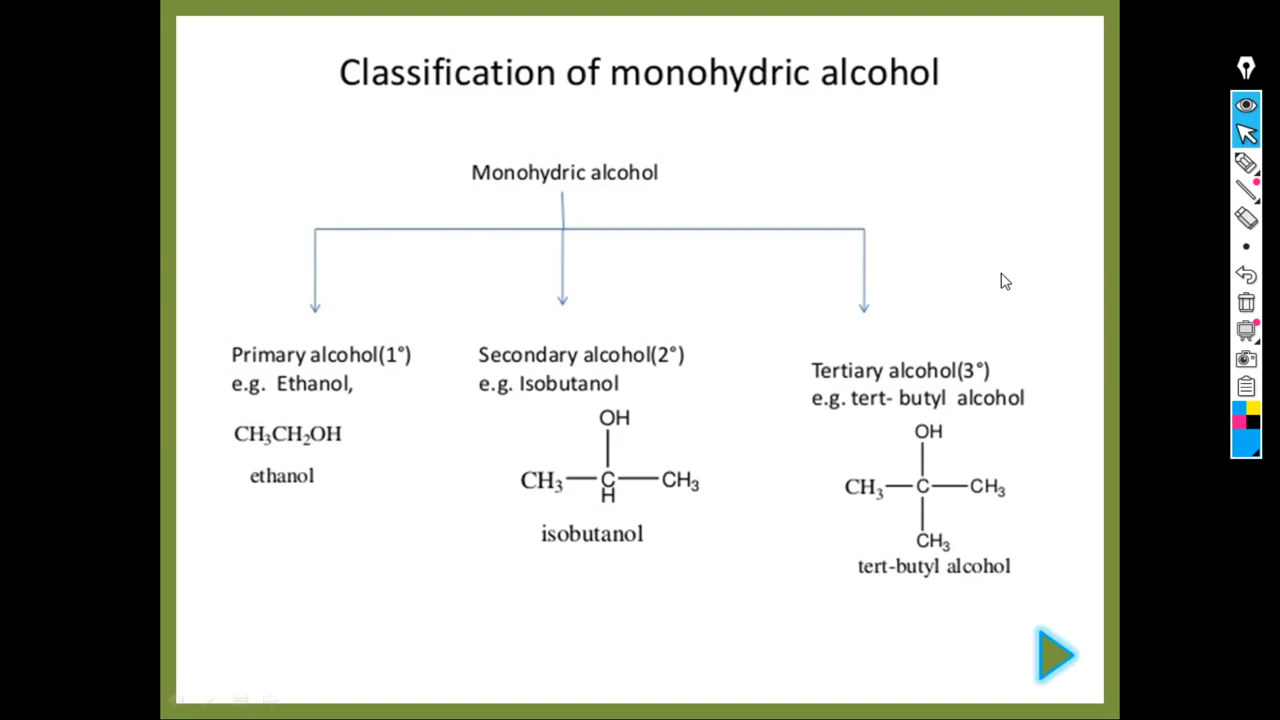 Classification of monohydric alcohol
Monohydric alcohol
Primary alcohol(1°)
e.g. Ethanol,
CH₃CH₂OH
ethanol
Secondary alcohol(2°)
e.g. Isobutanol
OH
CH₃—C—CH₃
H
isobutanol
Tertiary alcohol(3°)
e.g. tert- butyl alcohol
OH
CH₃—C—CH₃
CH₃
tert-butyl alcohol